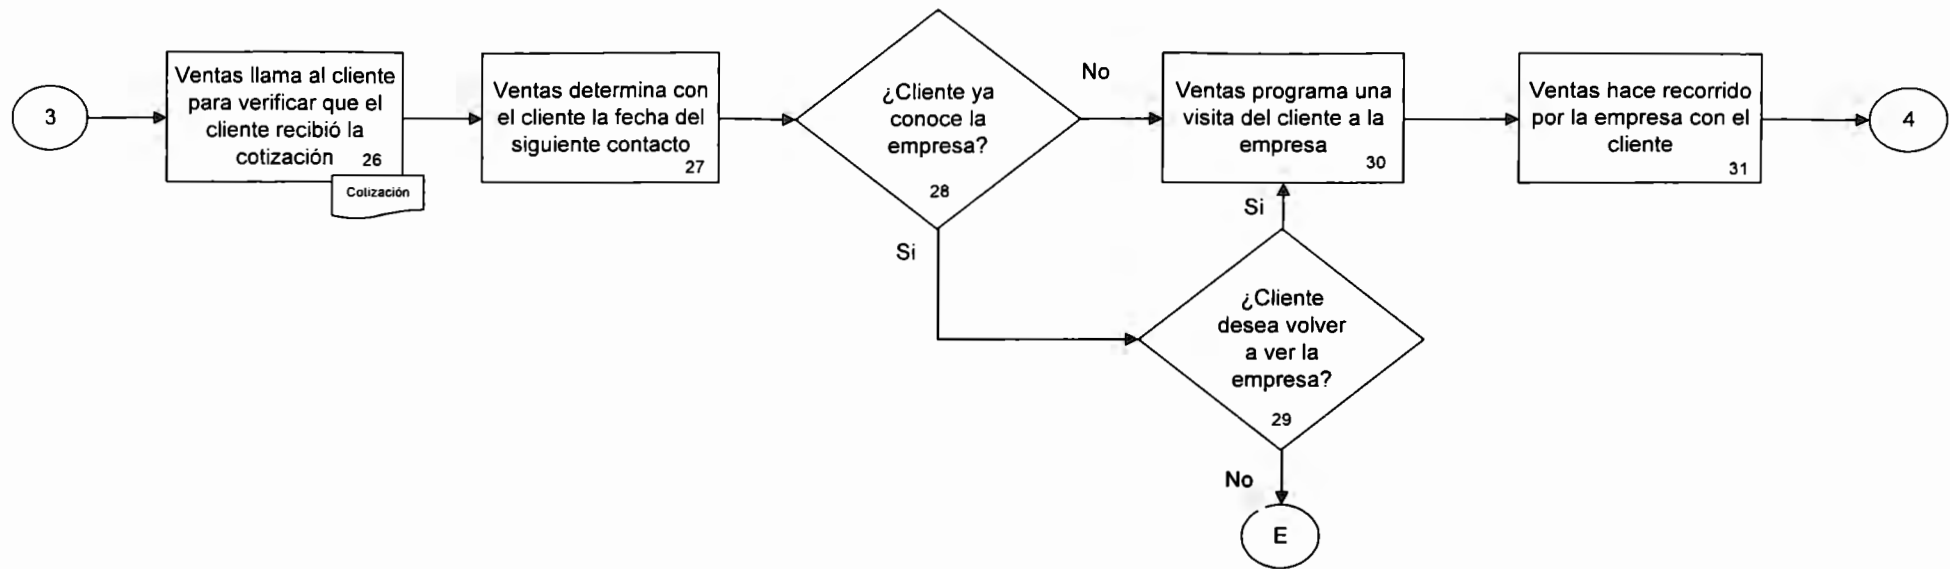 3
Ventas llama al cliente
para verificar que el
cliente recibió la
cotización 26
Cotización
Ventas determina con
el cliente la fecha del
siguiente contacto
27
¿Cliente ya
conoce la
empresa?
28
No
Si
Ventas programa una
visita del cliente a la
empresa
30
Ventas hace recorrido
por la empresa con el
cliente
31
4
Si
¿Cliente
desea volver
a ver la
empresa?
29
No
E